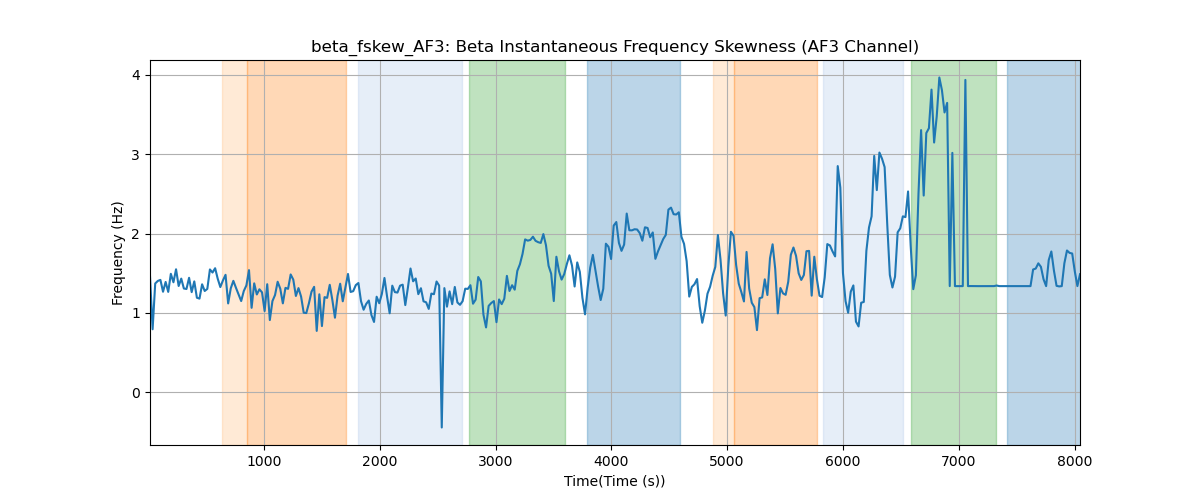 beta_fskew_AF3: Beta Instantaneous Frequency Skewness (AF3 Channel)
4
3
2
1
0
Frequency (Hz)
1000 2000 3000 4000 5000 6000 7000 8000
Time(Time (s))